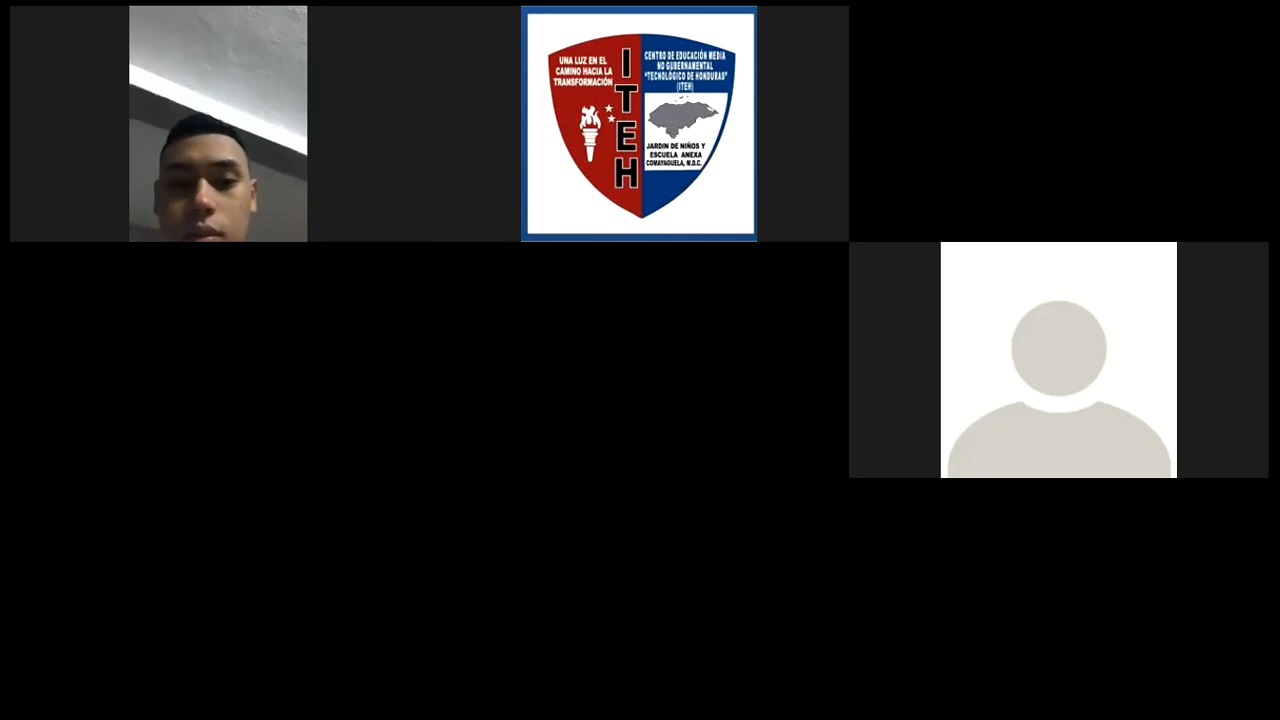 UNA LUZ EN EL
CAMINO HACIA LA
TRANSFORMACIÓN
ITEH
CENTRO DE EDUCACIÓN MEDIA
NO GUBERNAMENTAL
"TECNOLÓGICO DE HONDURAS"
(ITEH)
JARDIN DE NIÑOS Y
ESCUELA ANEXA
COMAYAGUELA, M.D.C.